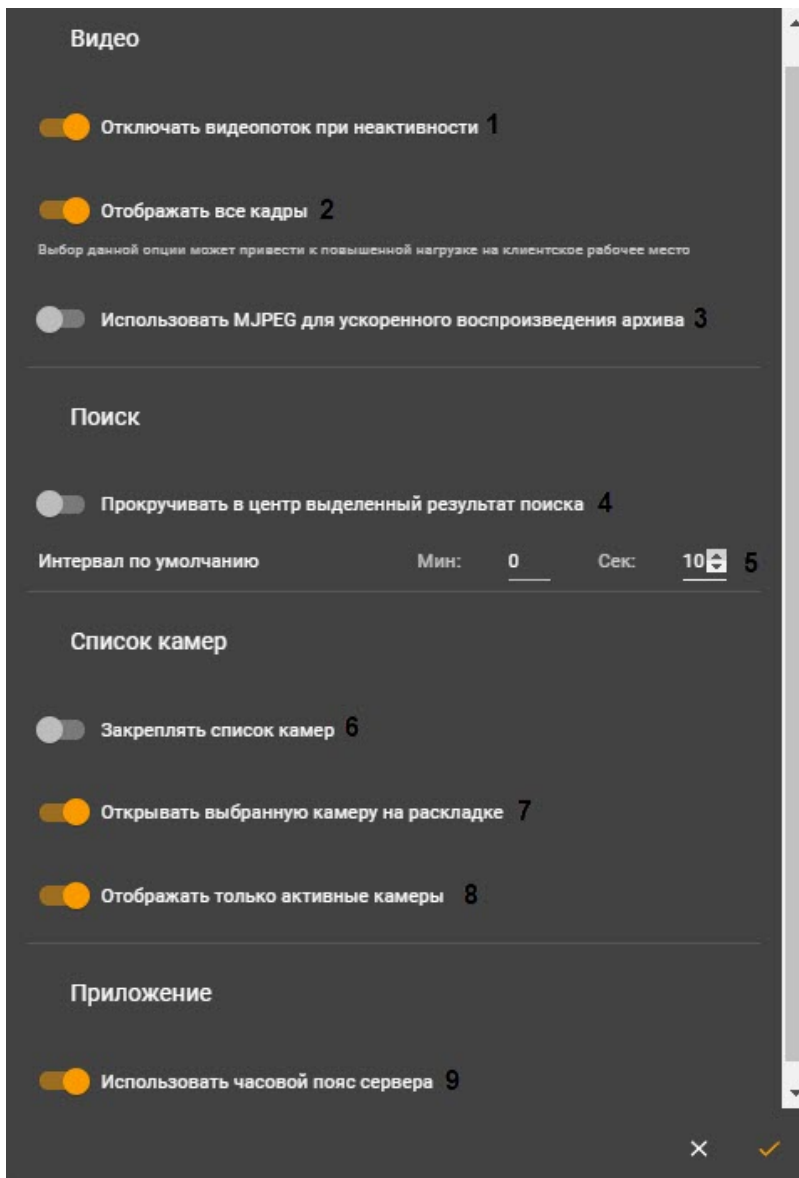 Видео
Отключать видеопоток при неактивности 1
Отображать все кадры 2
Выбор данной опции может привести к повышенной нагрузке на клиентское рабочее место
Использовать MJPEG для ускоренного воспроизведения архива 3
Поиск
Прокручивать в центр выделенный результат поиска 4
Интервал по умолчанию Мин: 0 Сек: 10 5
Список камер
Закреплять список камер 6
Открывать выбранную камеру на раскладке 7
Отображать только активные камеры 8
Приложение
Использовать часовой пояс сервера 9